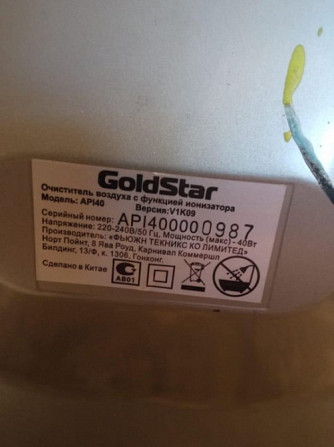 GoldStar
Очиститель воздуха с функцией ионизатора
Модель: API40 Версия:V1K09
Серийный номер: API400000987
Напряжение: 220-240В/50 Гц, Мощность (макс) - 40Вт
Производитель: «ФЬЮЖН ТЕКНИКС КО ЛИМИТЕД»
Норт Пойнт, 8 Ява Роуд, Карнивал Коммершл
Билдинг, 13/Ф, к. 1306, Гонконг.
Сделано в Китае
АВ01